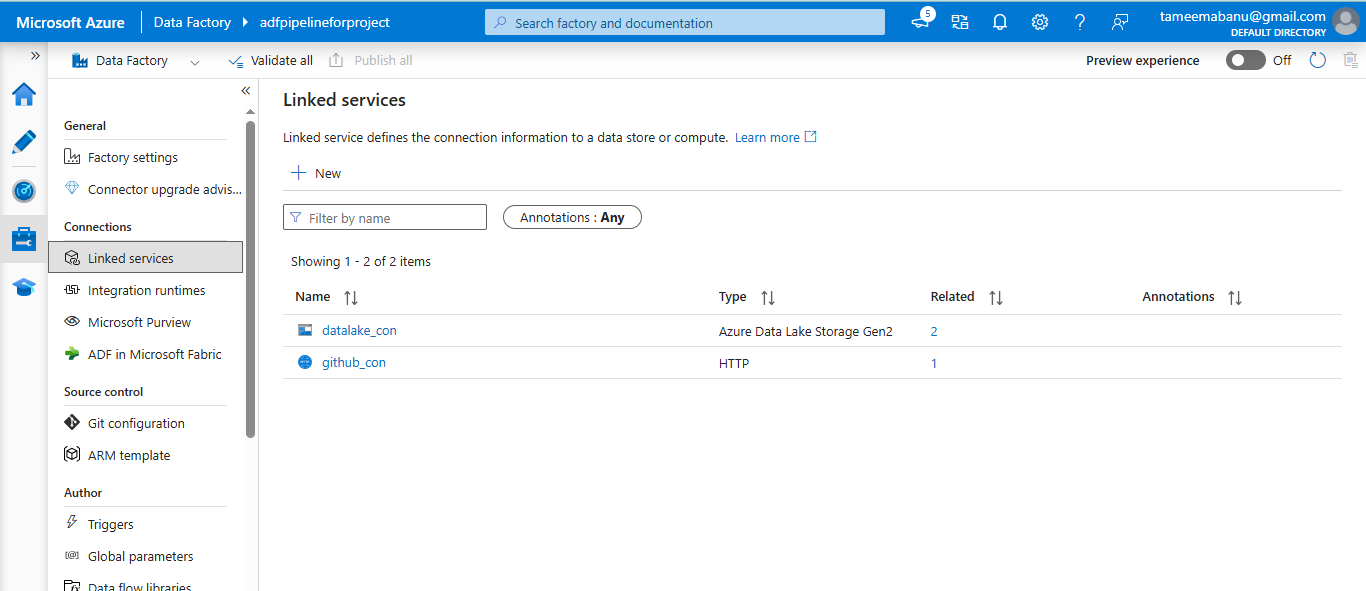 Microsoft Azure Data Factory adfpipelineforproject Search factory and documentation 5 tameemabanu@gmail.com
DEFAULT DIRECTORY
Data Factory Validate all Publish all Preview experience Off
General
Factory settings
Connector upgrade advis...
Connections
Linked services
Integration runtimes
Microsoft Purview
ADF in Microsoft Fabric
Source control
Git configuration
ARM template
Author
Triggers
Global parameters
Data flow libraries
Linked services
Linked service defines the connection information to a data store or compute. Learn more
New
Filter by name Annotations : Any
Showing 1 - 2 of 2 items
Name Type Related Annotations
datalake_con Azure Data Lake Storage Gen2 2
github_con HTTP 1